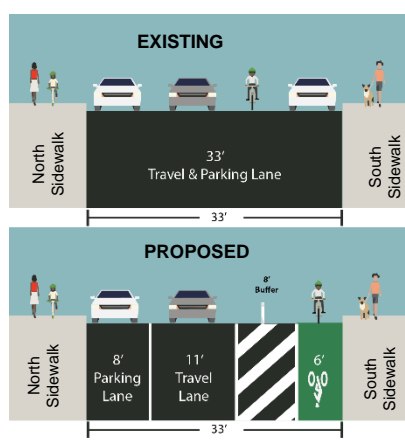 EXISTING
North
Sidewalk
33'
Travel & Parking Lane
South
Sidewalk
33'
PROPOSED
8'
Buffer
North
Sidewalk
8'
Parking
Lane
11'
Travel
Lane
6'
South
Sidewalk
33'